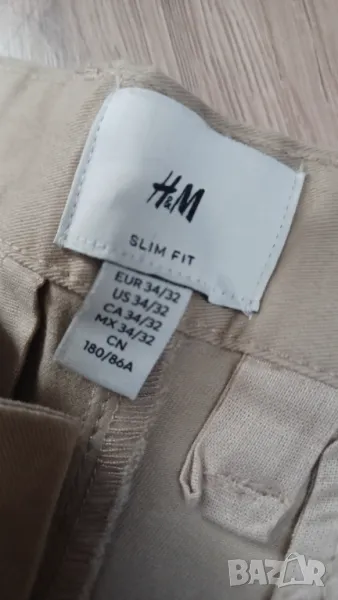 H&M
SLIM FIT
EUR 34/32
US 34/32
CA 34/32
MX 34/32
CN
180/86A
BAZAR